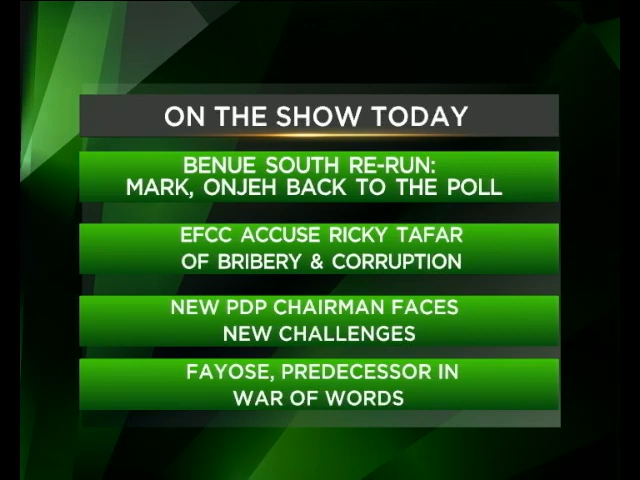 ON THE SHOW TODAY
BENUE SOUTH RE-RUN:
MARK, ONJEH BACK TO THE POLL
EFCC ACCUSE RICKY TAFAR
OF BRIBERY & CORRUPTION
NEW PDP CHAIRMAN FACES
NEW CHALLENGES
FAYOSE, PREDECESSOR IN
WAR OF WORDS